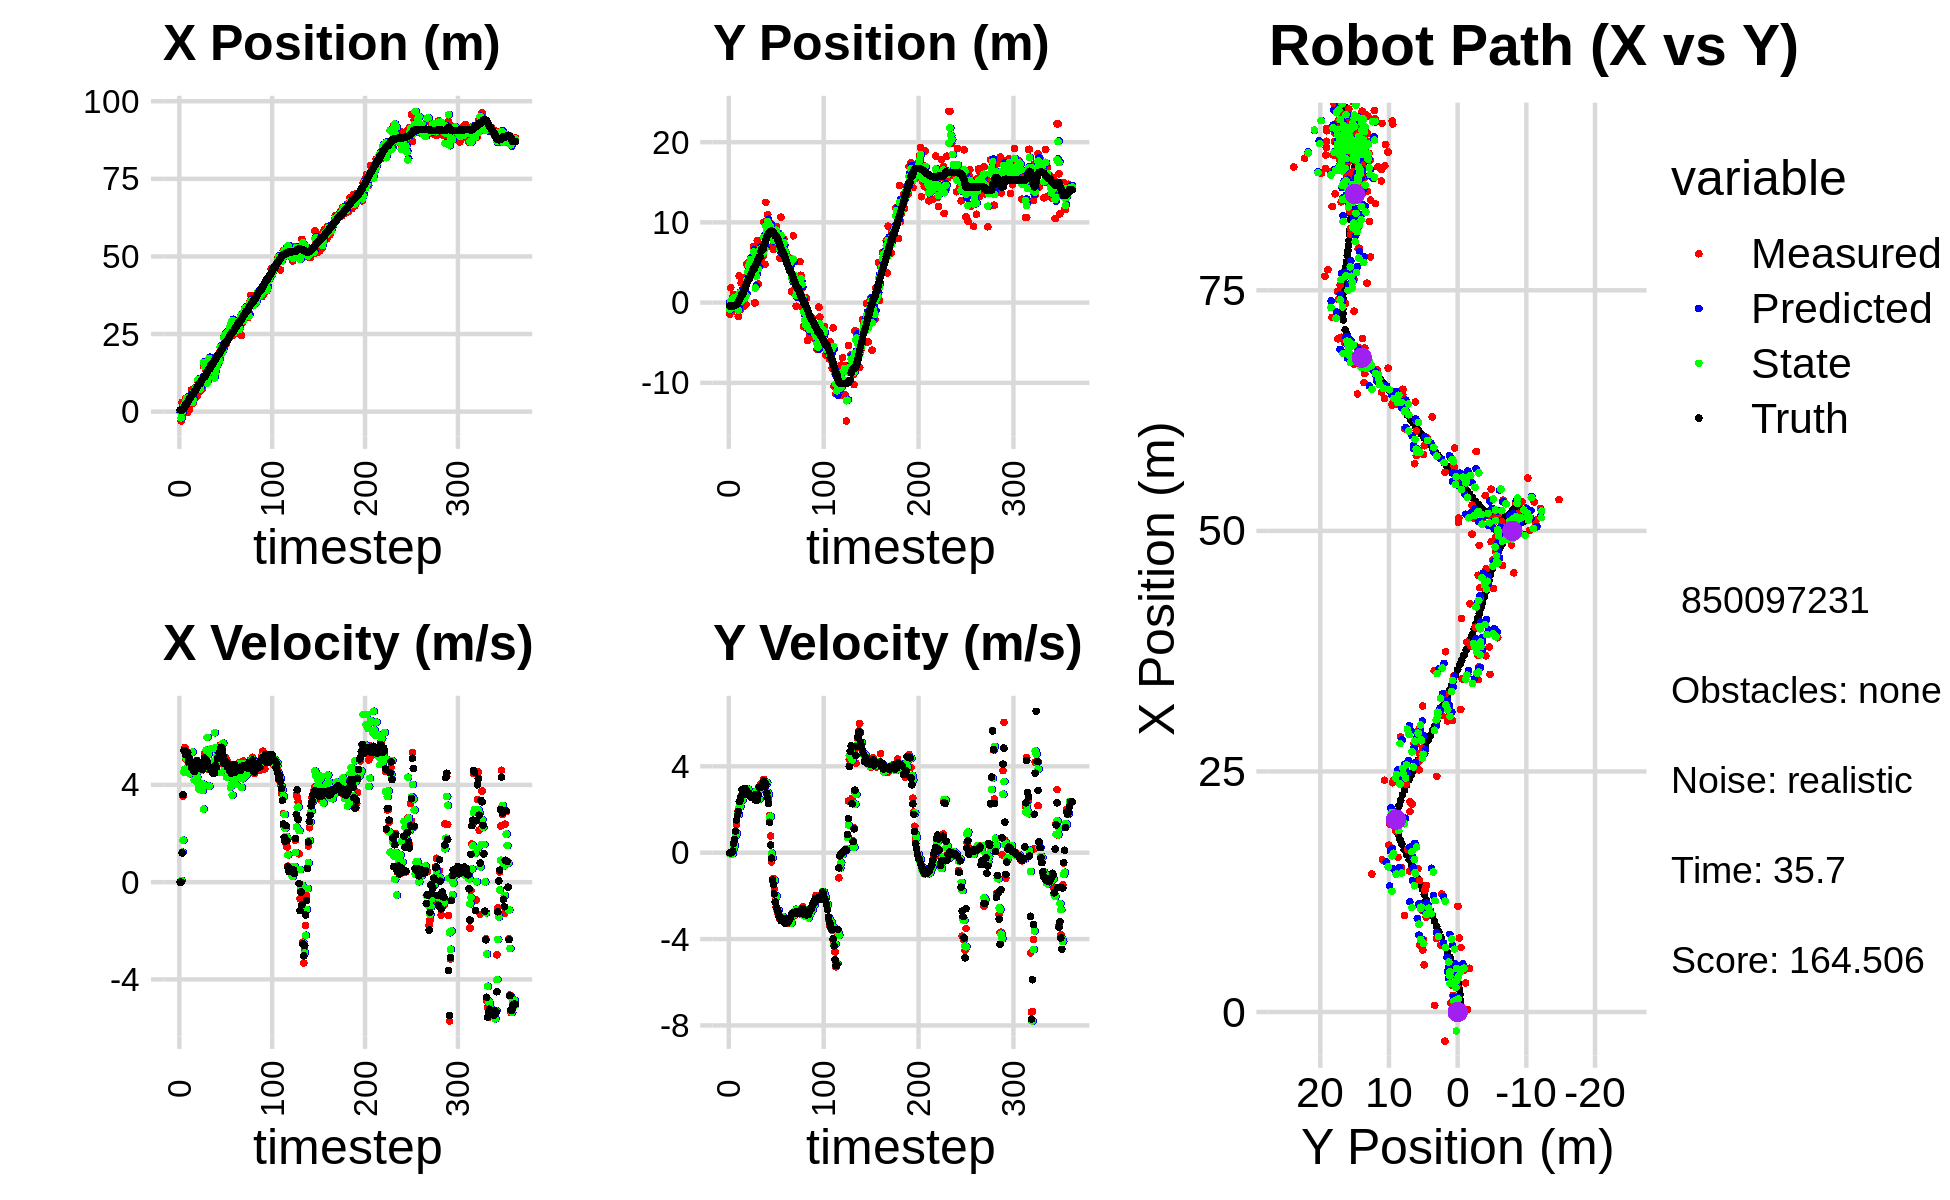 X Position (m)
100
75
50
25
0
0
100
200
300
timestep
Y Position (m)
20
10
0
-10
0
100
200
300
timestep
X Velocity (m/s)
4
0
-4
0
100
200
300
timestep
Y Velocity (m/s)
4
0
-4
-8
0
100
200
300
timestep
Robot Path (X vs Y)
X Position (m)
75
50
25
0
20 10 0 -10 -20
Y Position (m)
variable
Measured
Predicted
State
Truth
850097231
Obstacles: none
Noise: realistic
Time: 35.7
Score: 164.506